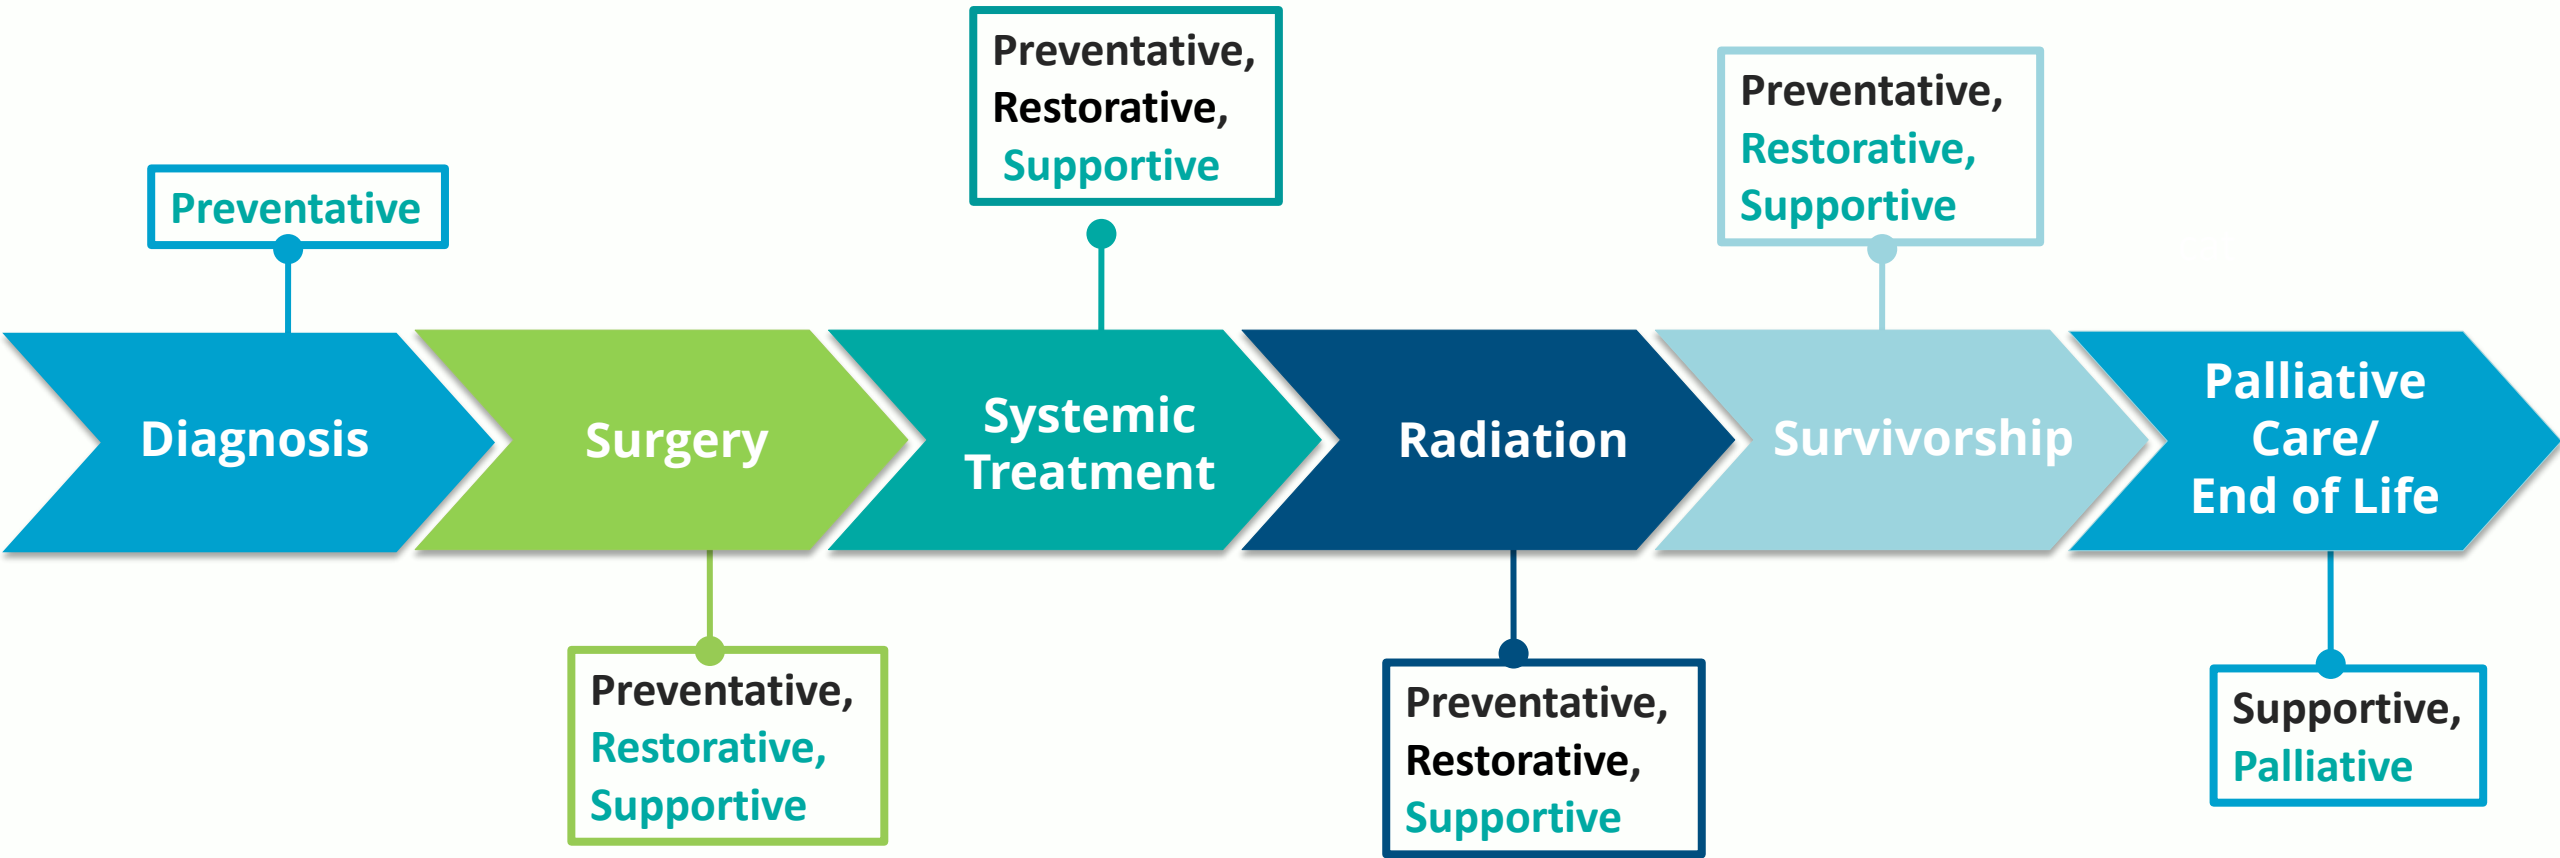 Preventative,
Restorative,
Supportive
Preventative,
Restorative,
Supportive
Preventative
Diagnosis
Surgery
Systemic
Treatment
Radiation
Survivorship
Palliative
Care/
End of Life
Preventative,
Restorative,
Supportive
Preventative,
Restorative,
Supportive
Supportive,
Palliative